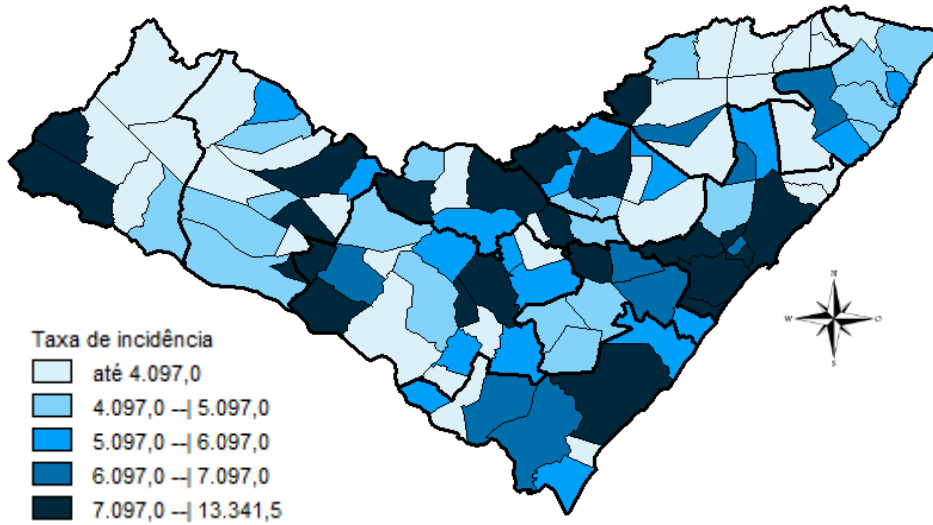 N
W
O
S
Taxa de incidência
até 4.097,0
4.097,0 --| 5.097,0
5.097,0 --| 6.097,0
6.097,0 --| 7.097,0
7.097,0 --| 13.341,5